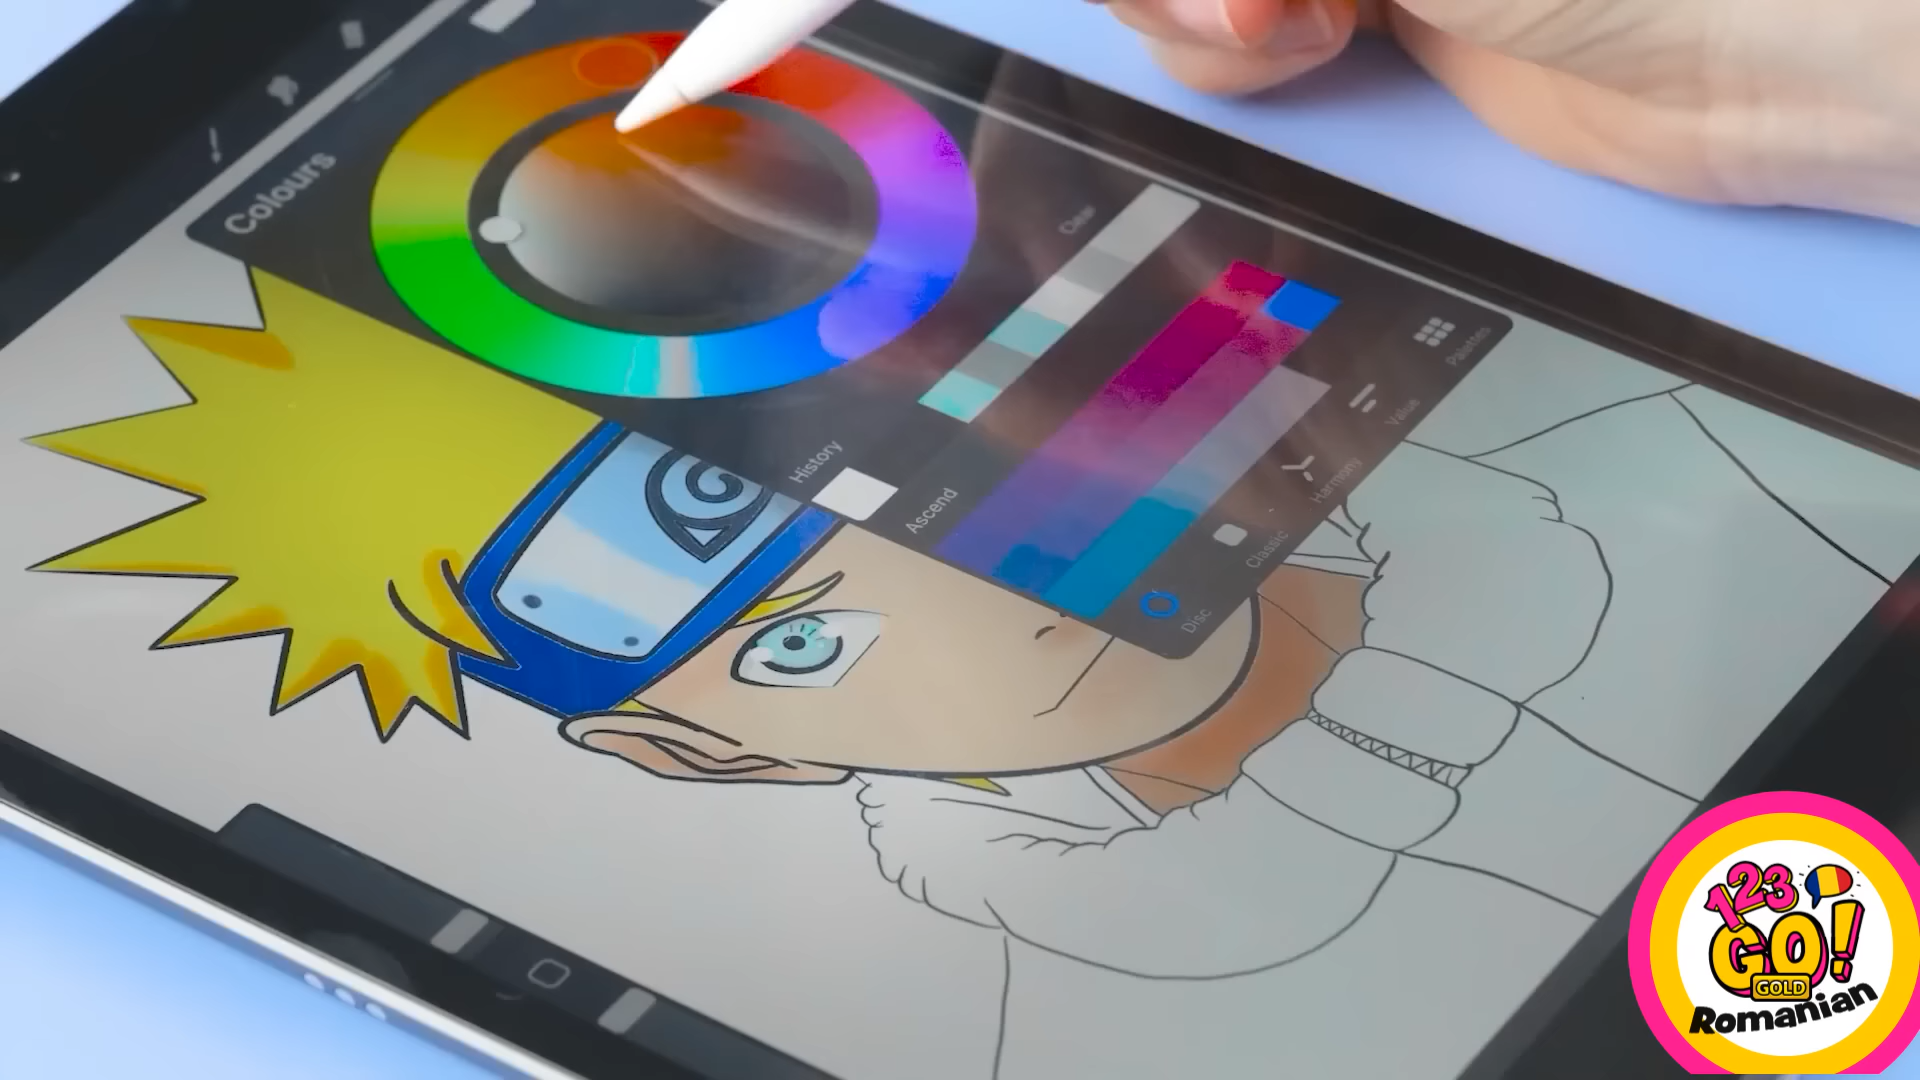 Colours
Clear
History
Ascend
Palettes
Value
Harmony
Classic
Disc
123
GO!
GOLD
Romanian